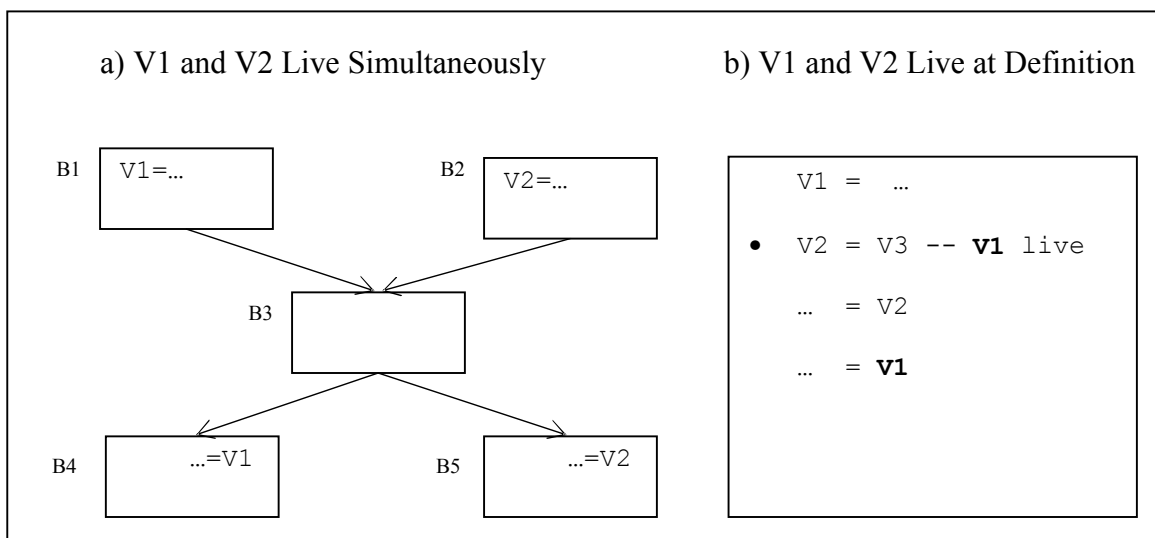 a) V1 and V2 Live Simultaneously
B1
V1=…
B2
V2=…
B3
B4
…=V1
B5
…=V2
b) V1 and V2 Live at Definition
V1 = …
• V2 = V3 -- V1 live
… = V2
… = V1